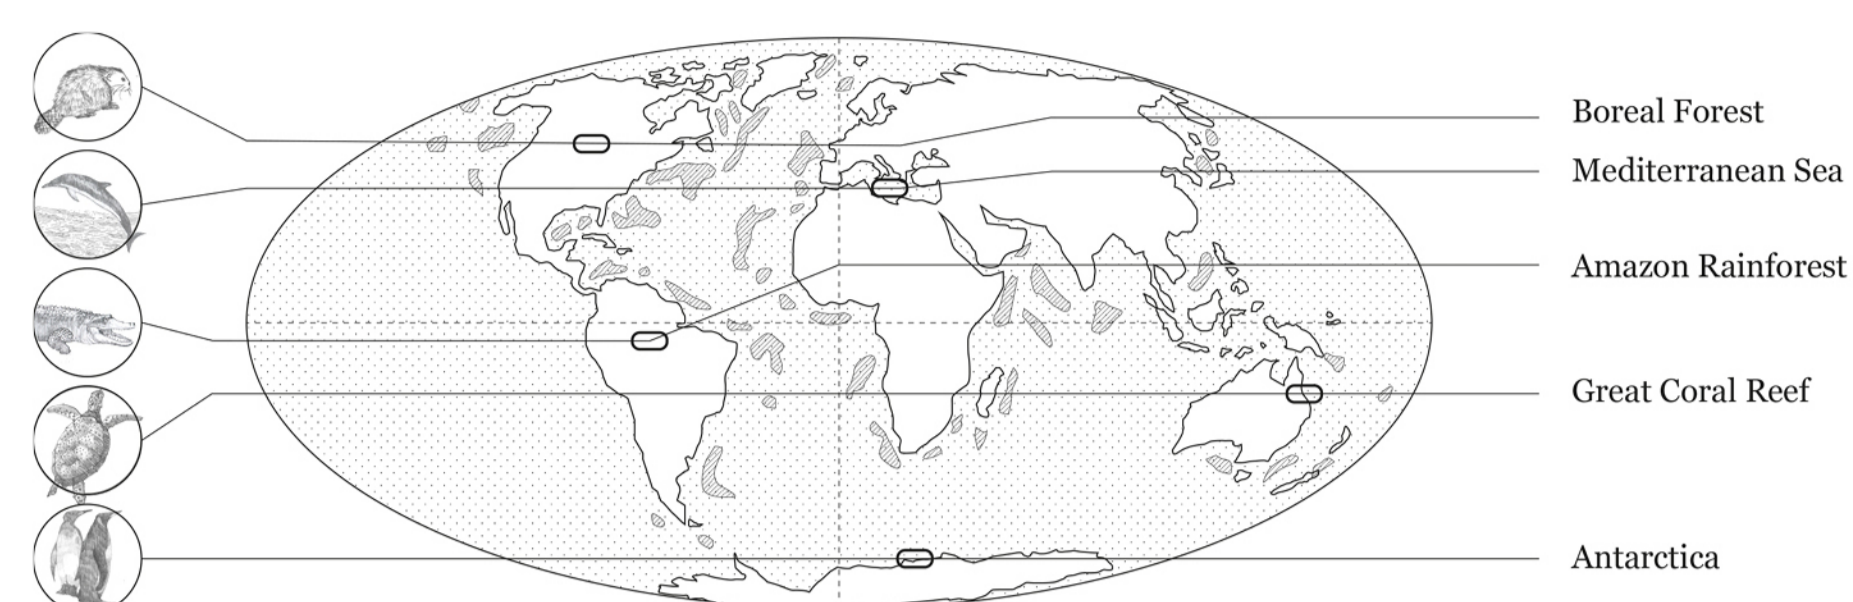 Boreal Forest
Mediterranean Sea
Amazon Rainforest
Great Coral Reef
Antarctica